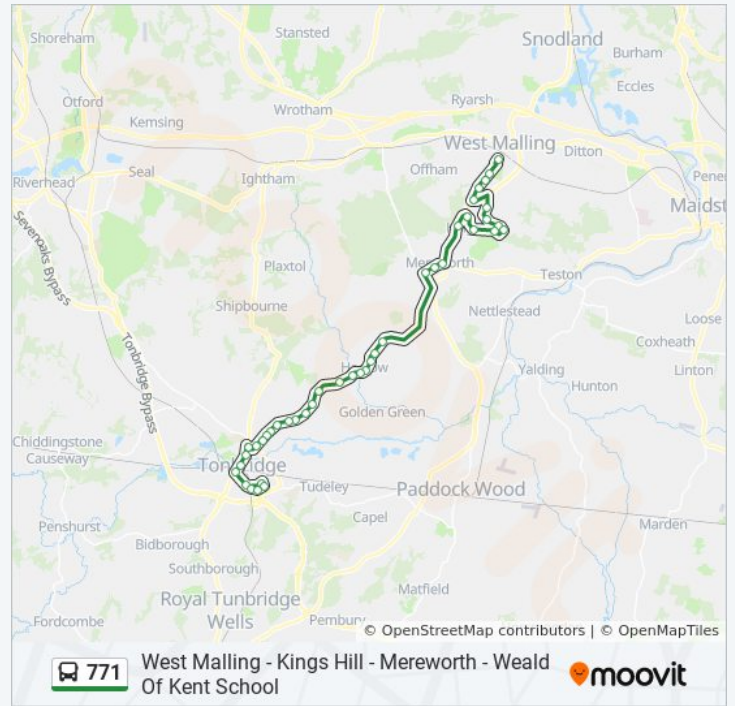 Shoreham
Stansted
Snodland
Burham
Eccles
Otford
Kemsing
Wrotham
Ryarsh
West Malling
Ditton
Offham
Seal
Ightham
Riverhead
Sevenoaks Bypass
Plaxtol
Teston
Shipbourne
Nettlestead
Loose
Coxheath
Tonbridge Bypass
Yalding
Linton
Hunton
Golden Green
Chiddingstone
Causeway
Tonbridge
Tudeley
Paddock Wood
Capel
Marden
Penshurst
Bidborough
Southborough
Matfield
Royal Tunbridge
Wells
Pembury
Fordcombe
© OpenStreetMap contributors | © OpenMapTiles
771
West Malling - Kings Hill - Mereworth - Weald
Of Kent School
moovit